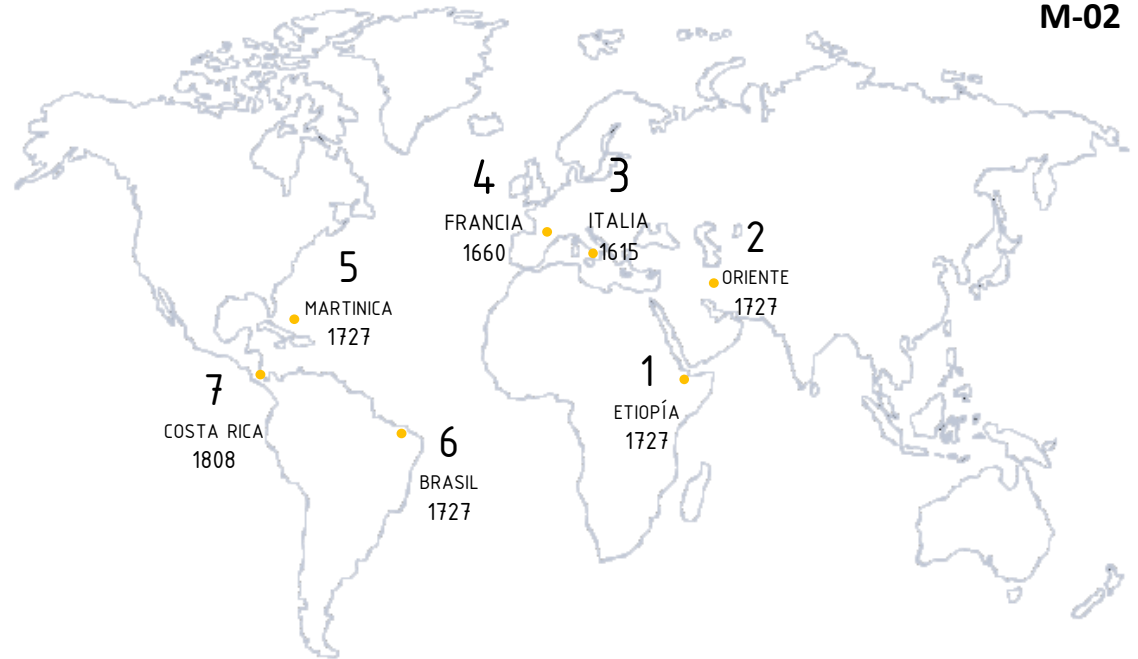 M-02
4
FRANCIA
1660
3
ITALIA
1615
2
ORIENTE
1727
5
MARTINICA
1727
1
ETIOPÍA
1727
7
COSTA RICA
1808
6
BRASIL
1727